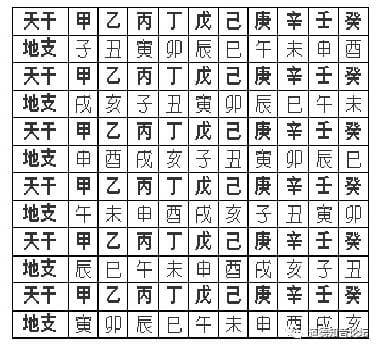 天干 甲 乙 丙 丁 戊 己 庚 辛 壬 癸
地支 子 丑 寅 卯 辰 巳 午 未 申 酉
天干 甲 乙 丙 丁 戊 己 庚 辛 壬 癸
地支 戌 亥 子 丑 寅 卯 辰 巳 午 未
天干 甲 乙 丙 丁 戊 己 庚 辛 壬 癸
地支 申 酉 戌 亥 子 丑 寅 卯 辰 巳
天干 甲 乙 丙 丁 戊 己 庚 辛 壬 癸
地支 午 未 申 酉 戌 亥 子 丑 寅 卯
天干 甲 乙 丙 丁 戊 己 庚 辛 壬 癸
地支 辰 巳 午 未 申 酉 戌 亥 子 丑
天干 甲 乙 丙 丁 戊 己 庚 辛 壬 癸
地支 寅 卯 辰 巳 午 未 申 酉 戌 亥